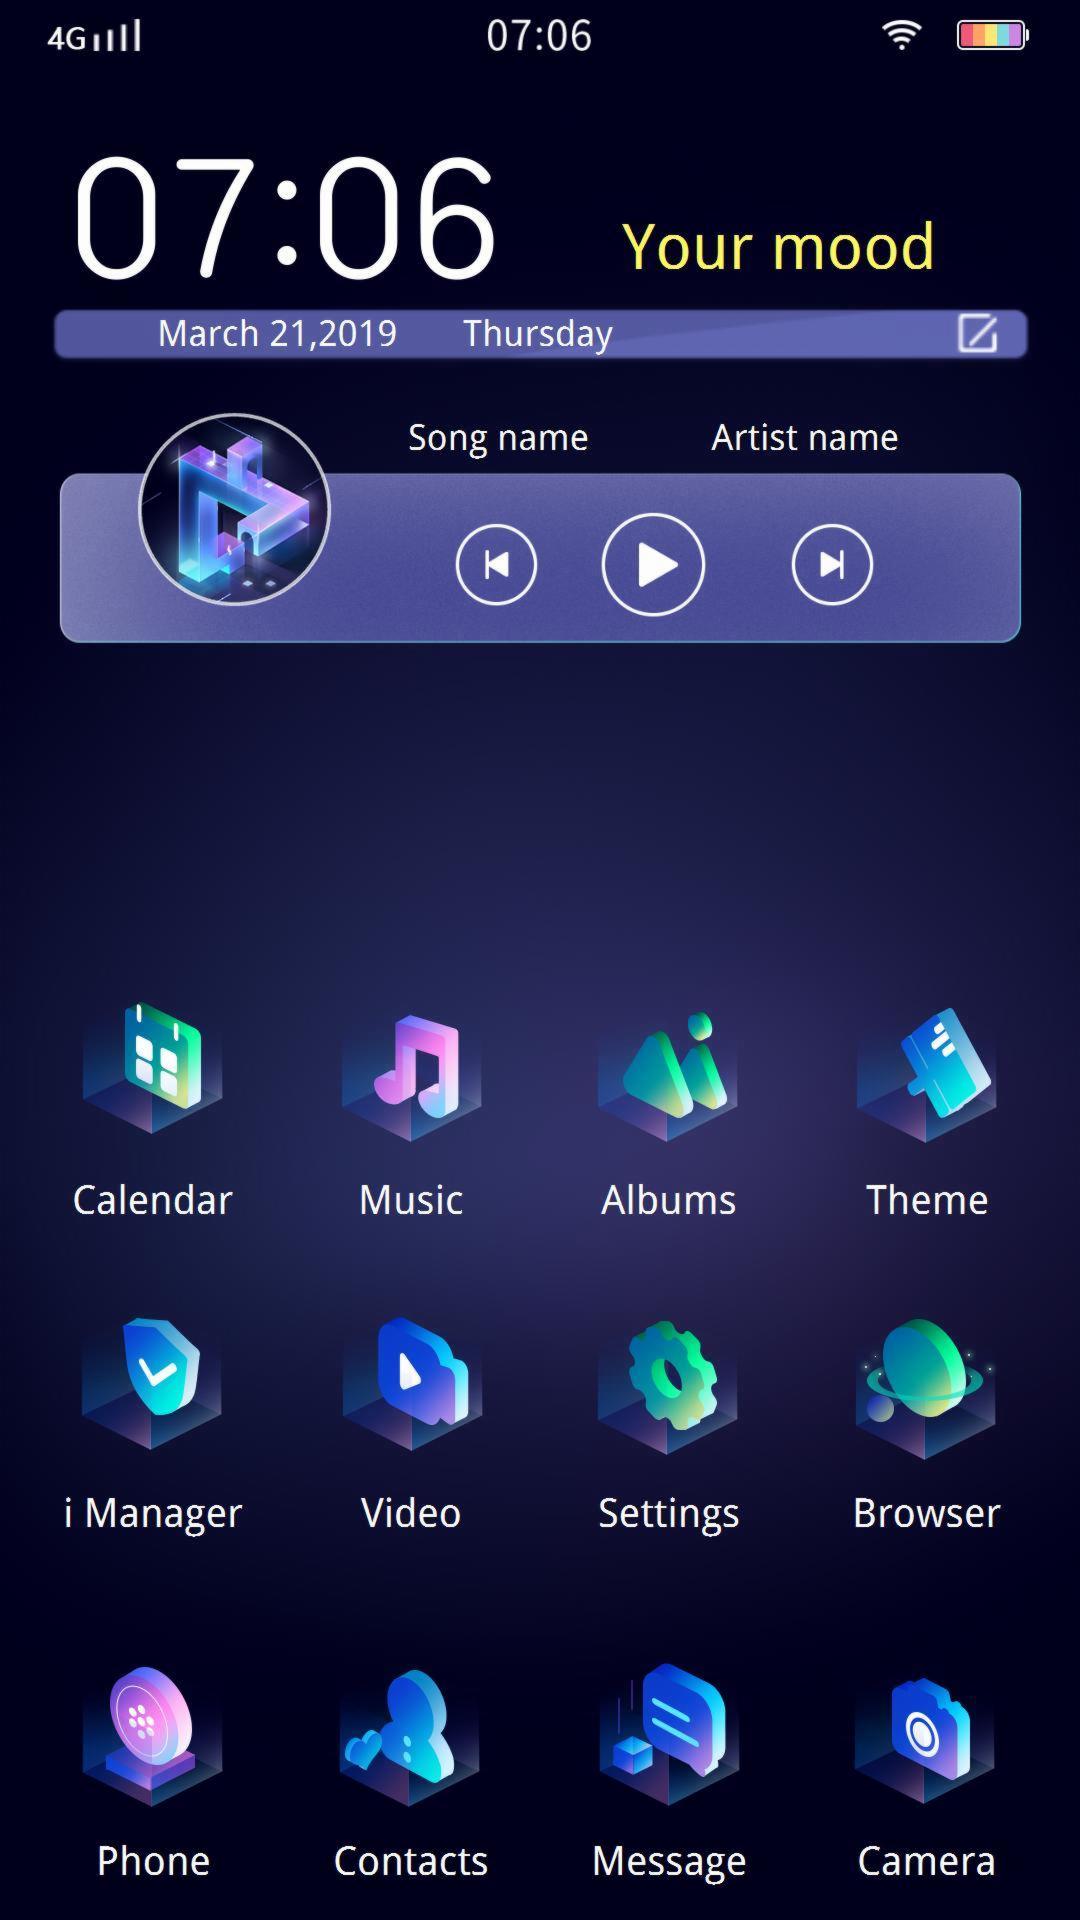 4G 07:06
07:06 Your mood
March 21,2019 Thursday
Song name Artist name
Calendar Music Albums Theme
i Manager Video Settings Browser
Phone Contacts Message Camera